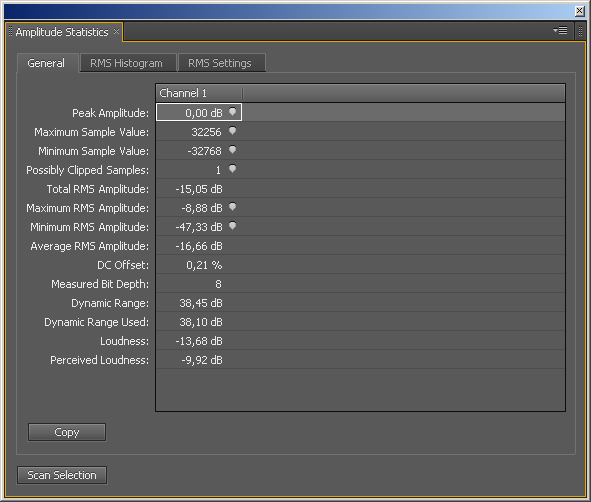 Amplitude Statistics
General RMS Histogram RMS Settings
Channel 1
Peak Amplitude: 0,00 dB
Maximum Sample Value: 32256
Minimum Sample Value: -32768
Possibly Clipped Samples: 1
Total RMS Amplitude: -15,05 dB
Maximum RMS Amplitude: -8,88 dB
Minimum RMS Amplitude: -47,33 dB
Average RMS Amplitude: -16,66 dB
DC Offset: 0,21 %
Measured Bit Depth: 8
Dynamic Range: 38,45 dB
Dynamic Range Used: 38,10 dB
Loudness: -13,68 dB
Perceived Loudness: -9,92 dB
Copy
Scan Selection